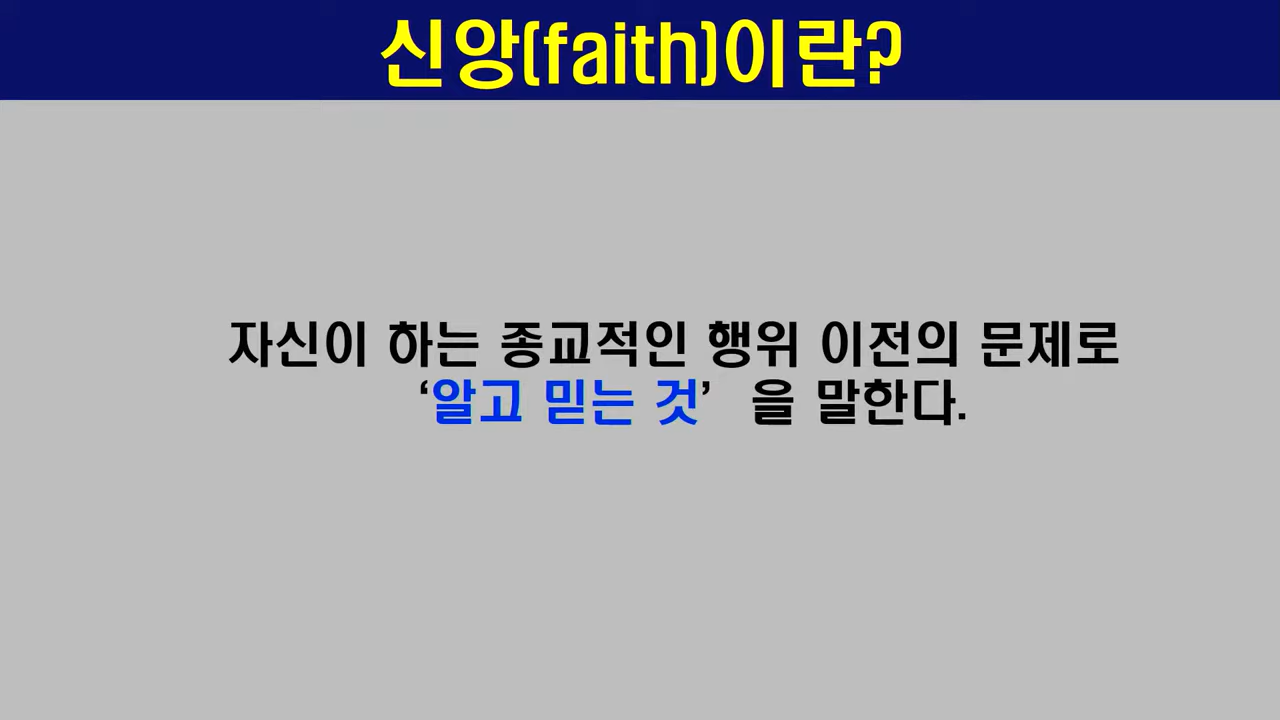 신앙(faith)이란?
자신이 하는 종교적인 행위 이전의 문제로
‘알고 믿는 것’ 을 말한다.